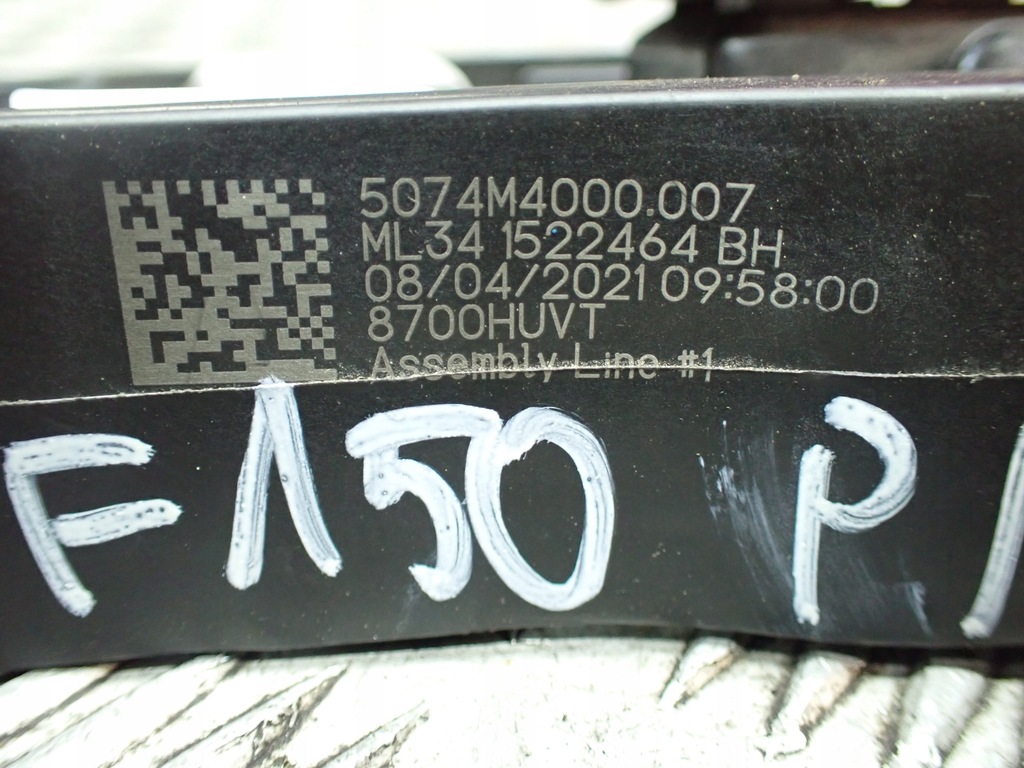 5074M4000.007
ML34 1522464 BH
08/04/2021 09:58:00
8700HUVT
Assembly Line #1
F150 P